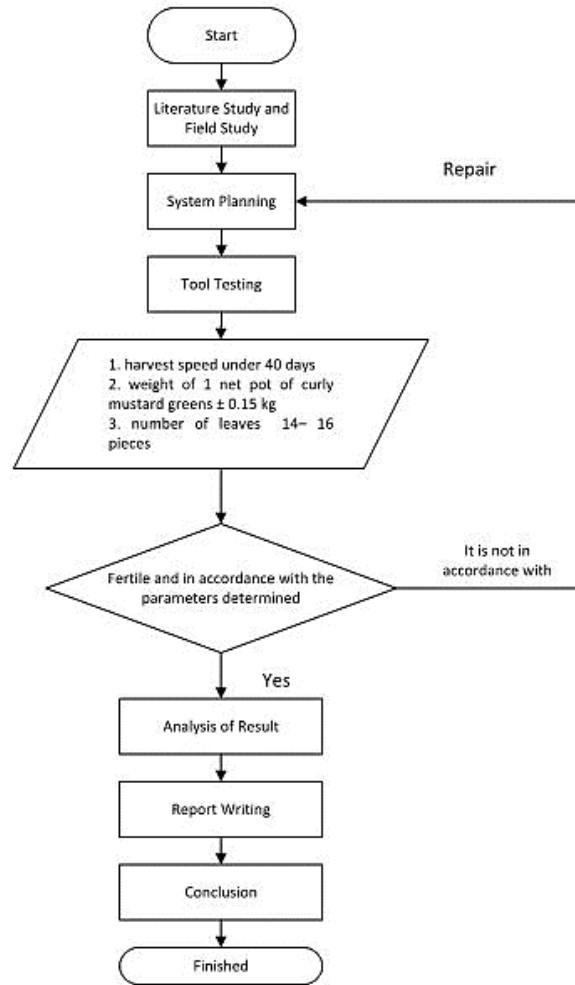 Start
Literature Study and
Field Study
Repair
System Planning
Tool Testing
1. harvest speed under 40 days
2. weight of 1 net pot of curly
mustard greens ± 0.15 kg
3. number of leaves 14– 16
pieces
It is not in
accordance with
Fertile and in accordance with the
parameters determined
Yes
Analysis of Result
Report Writing
Conclusion
Finished